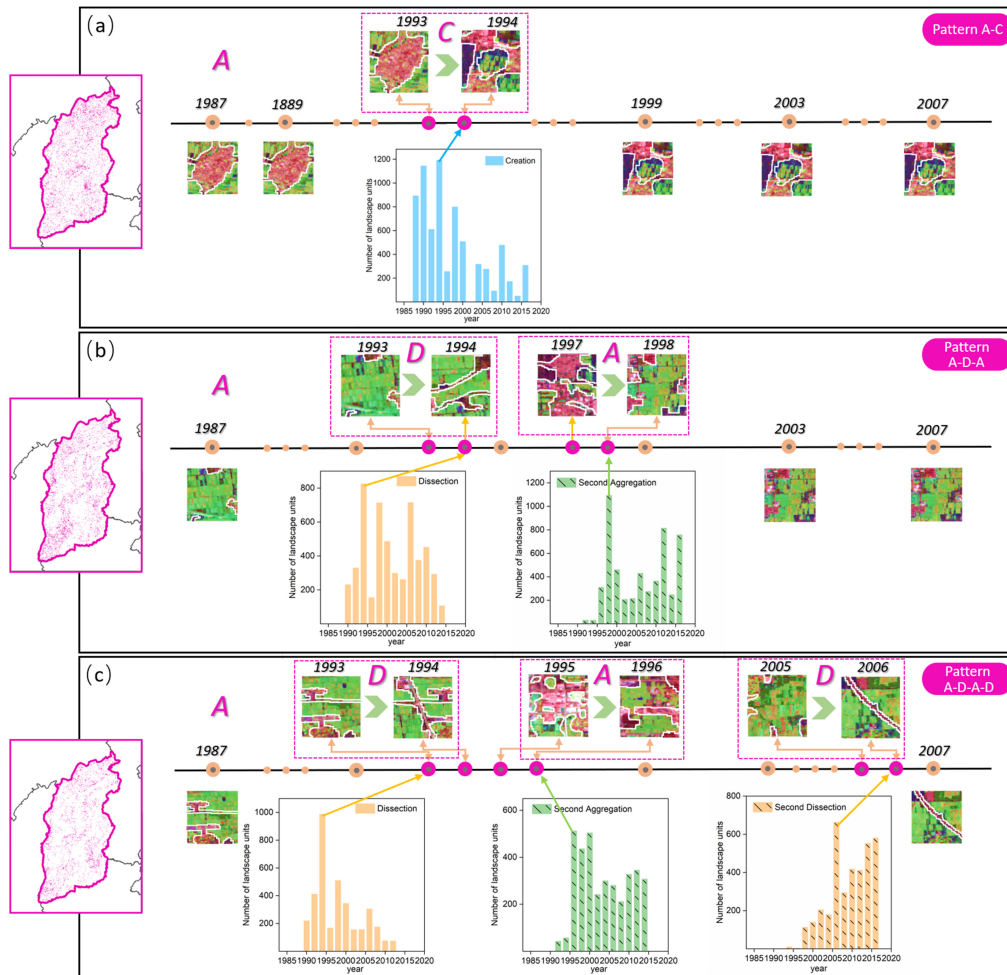 (a)
Pattern A-C
1993
1994
C
A
1987
1889
1999
2003
2007
Creation
Number of landscape units
1200
1000
800
600
400
200
1985 1990 1995 2000 2005 2010 2015 2020
year
(b)
Pattern
A-D-A
1993
1994
D
1997
1998
A
A
1987
2003
2007
Dissection
Number of landscape units
800
600
400
200
1985 1990 1995 2000 2005 2010 2015 2020
year
Second Aggregation
Number of landscape units
1200
1000
800
600
400
200
0
1985 1990 1995 2000 2005 2010 2015 2020
year
(c)
Pattern
A-D-A-D
1993
1994
D
1995
1996
A
2005
2006
D
A
1987
2007
Dissection
Number of landscape units
1000
800
600
400
200
1985 1990 1995 2000 2005 2010 2015 2020
year
Second Aggregation
Number of landscape units
600
400
200
0
1985 1990 1995 2000 2005 2010 2015 2020
year
Second Dissection
Number of landscape units
800
600
400
200
0
1985 1990 1995 2000 2005 2010 2015 2020
year